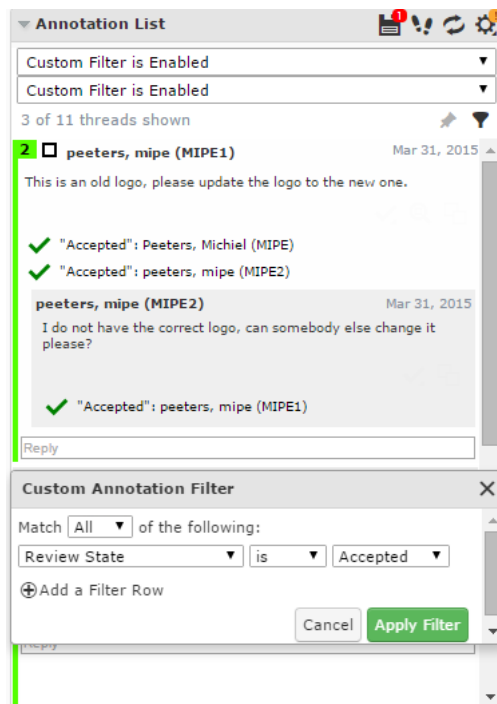 Annotation List
1
Custom Filter is Enabled
Custom Filter is Enabled
3 of 11 threads shown
2 peeters, mipe (MIPE1) Mar 31, 2015
This is an old logo, please update the logo to the new one.
"Accepted": Peeters, Michiel (MIPE)
"Accepted": peeters, mipe (MIPE2)
peeters, mipe (MIPE2) Mar 31, 2015
I do not have the correct logo, can somebody else change it
please?
"Accepted": peeters, mipe (MIPE1)
Reply
Custom Annotation Filter
Match All of the following:
Review State is Accepted
Add a Filter Row
Cancel Apply Filter
Reply